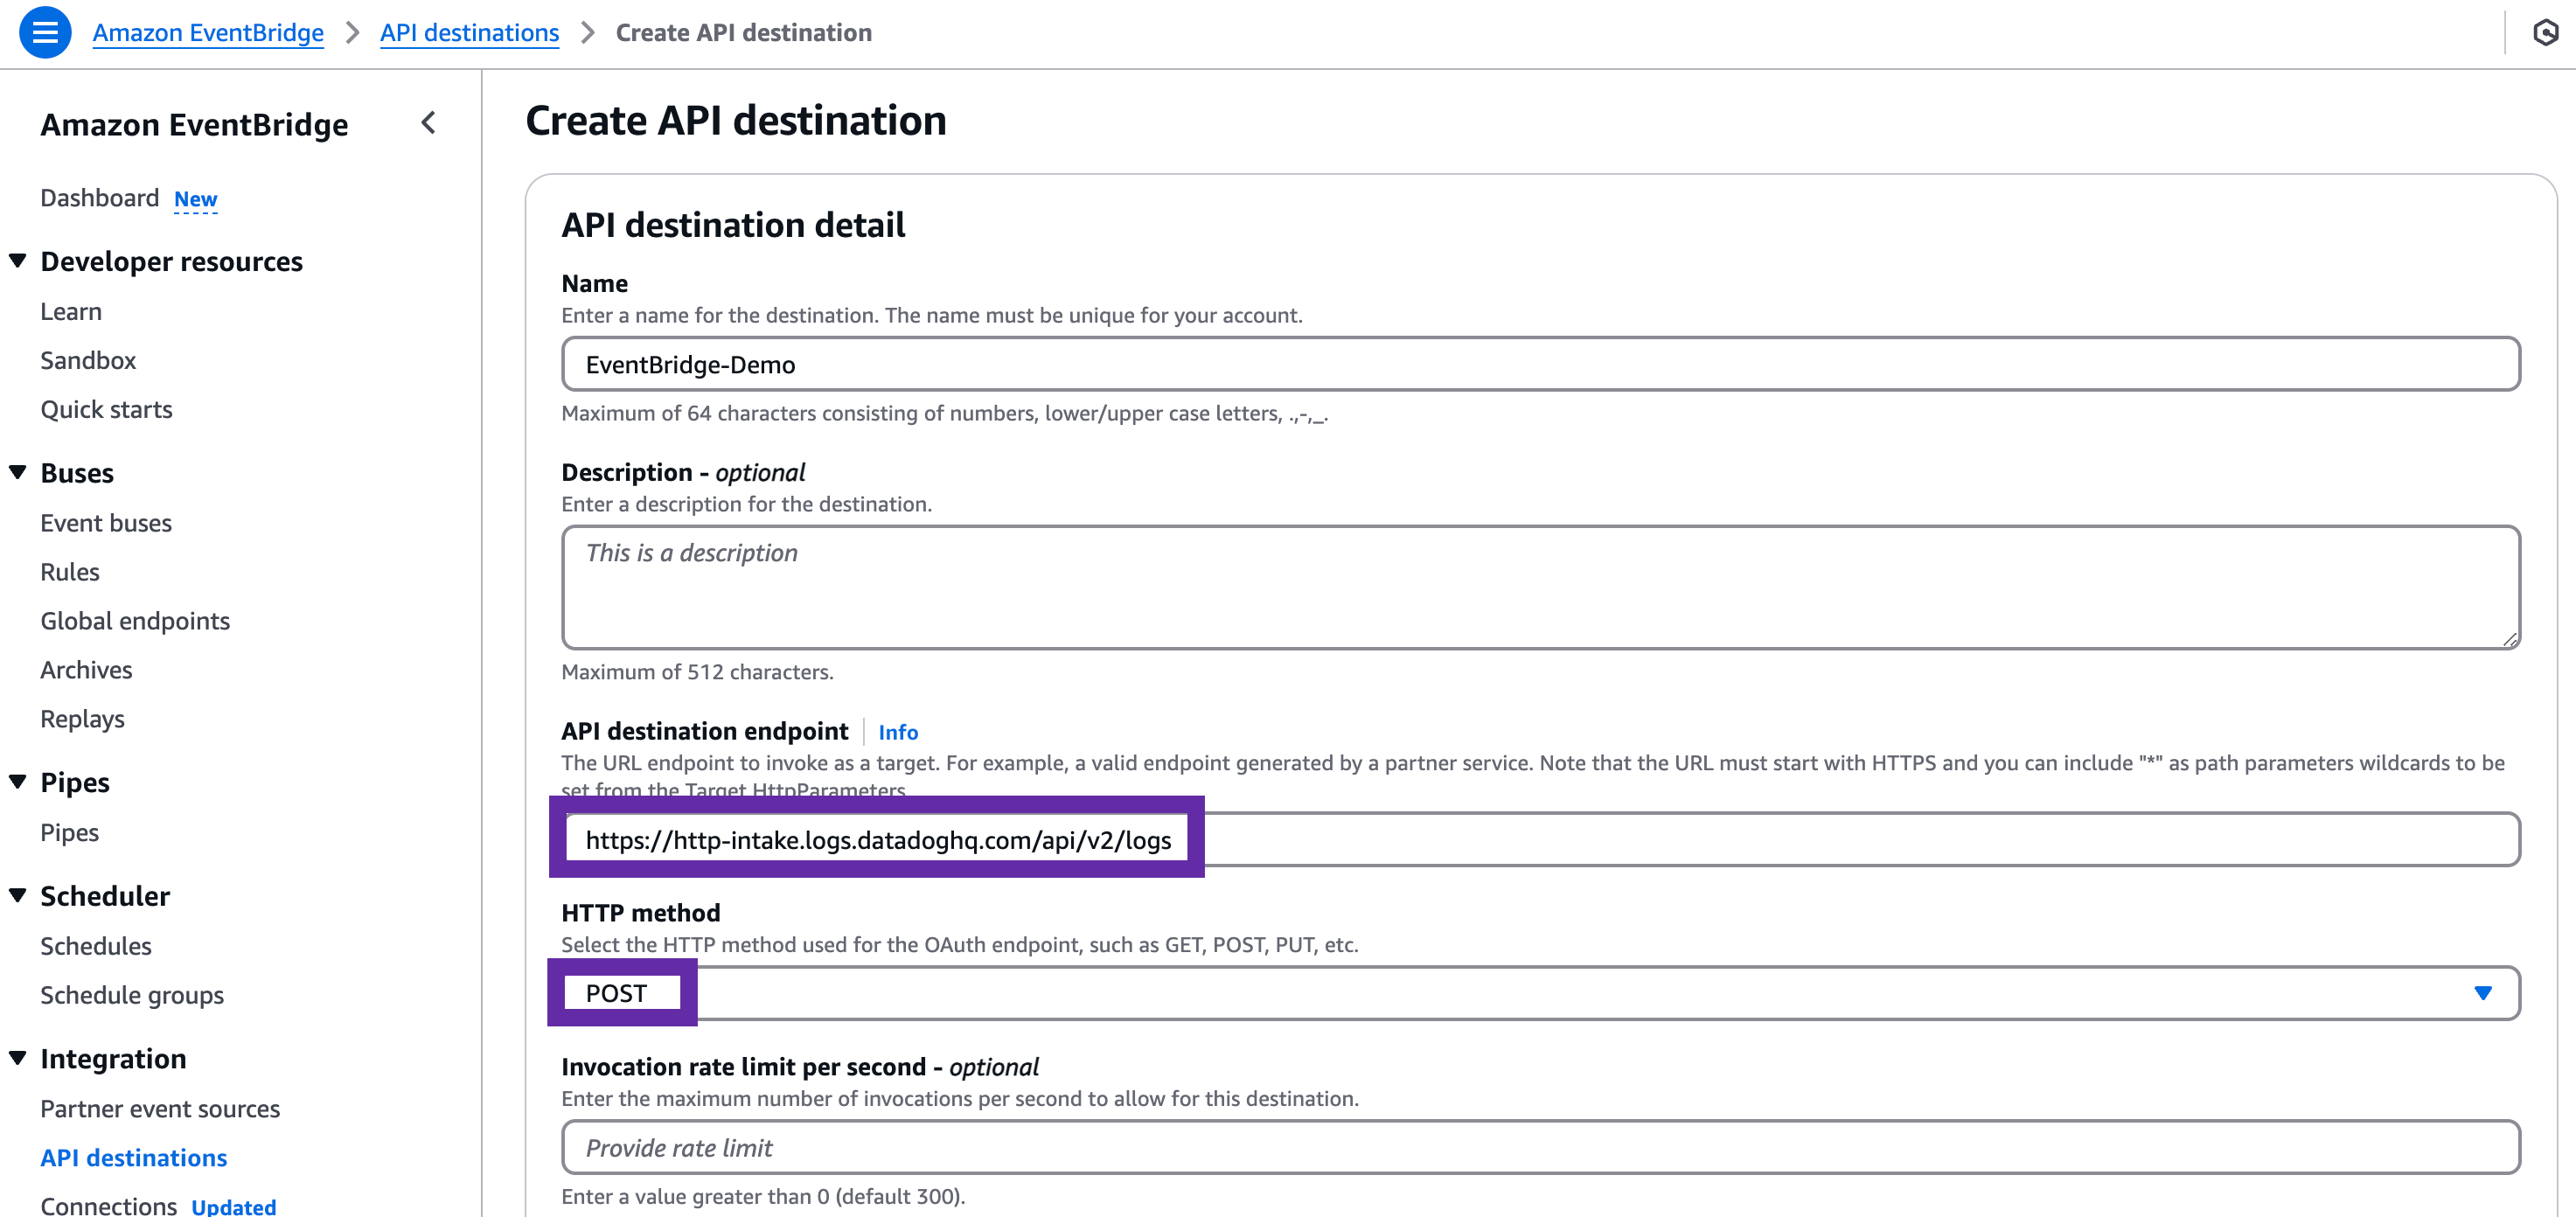 Amazon EventBridge > API destinations > Create API destination
Amazon EventBridge
Dashboard New
Developer resources
Learn
Sandbox
Quick starts
Buses
Event buses
Rules
Global endpoints
Archives
Replays
Pipes
Pipes
Scheduler
Schedules
Schedule groups
Integration
Partner event sources
API destinations
Connections Updated
Create API destination
API destination detail
Name
Enter a name for the destination. The name must be unique for your account.
EventBridge-Demo
Maximum of 64 characters consisting of numbers, lower/upper case letters, .,-,_.
Description - optional
Enter a description for the destination.
This is a description
Maximum of 512 characters.
API destination endpoint Info
The URL endpoint to invoke as a target. For example, a valid endpoint generated by a partner service. Note that the URL must start with HTTPS and you can include "*" as path parameters wildcards to be
set from the Target HttpParameters
https://http-intake.logs.datadoghq.com/api/v2/logs
HTTP method
Select the HTTP method used for the OAuth endpoint, such as GET, POST, PUT, etc.
POST
Invocation rate limit per second - optional
Enter the maximum number of invocations per second to allow for this destination.
Provide rate limit
Enter a value greater than 0 (default 300).